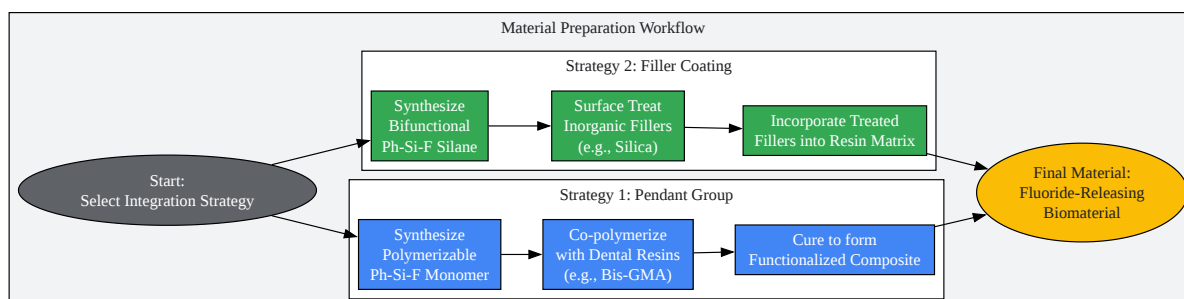 Material Preparation Workflow
Strategy 2: Filler Coating
Synthesize
Bifunctional
Ph-Si-F Silane
Surface Treat
Inorganic Fillers
(e.g., Silica)
Incorporate Treated
Fillers into Resin Matrix
Start:
Select Integration Strategy
Final Material:
Fluoride-Releasing
Biomaterial
Strategy 1: Pendant Group
Synthesize
Polymerizable
Ph-Si-F Monomer
Co-polymerize
with Dental Resins
(e.g., Bis-GMA)
Cure to form
Functionalized Composite